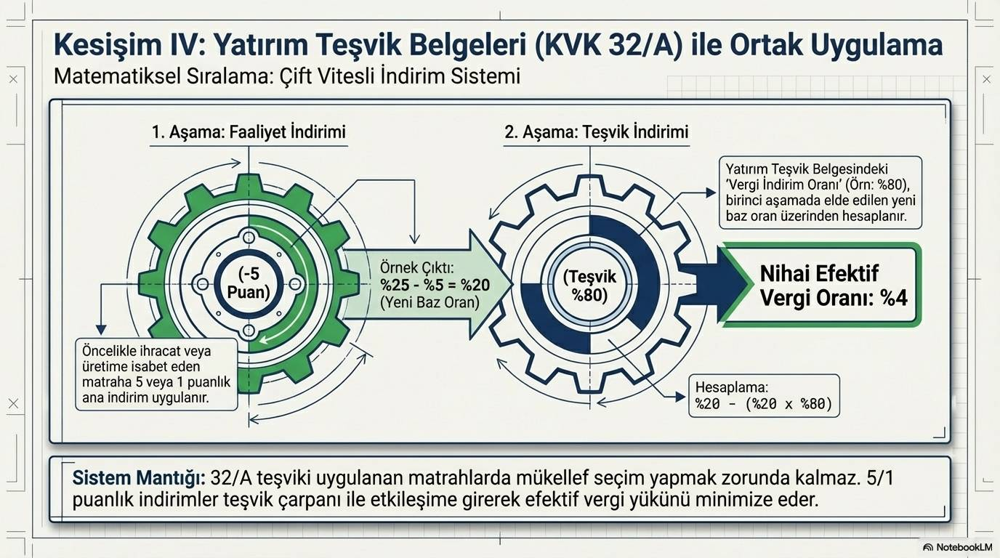 Kesişim IV: Yatırım Teşvik Belgeleri (KVK 32/A) ile Ortak Uygulama
Matematiksel Sıralama: Çift Vitesli İndirim Sistemi
1. Aşama: Faaliyet İndirimi
(-5
Puan)
Öncelikle ihracat veya
üretime isabet eden
matraha 5 veya 1 puanlık
ana indirim uygulanır.
Örnek Çıktı:
%25 - %5 = %20
(Yeni Baz Oran)
2. Aşama: Teşvik İndirimi
(Teşvik
%80)
Yatırım Teşvik Belgesindeki
‘Vergi İndirim Oranı’ (Örn: %80),
birinci aşamada elde edilen yeni
baz oran üzerinden hesaplanır.
Nihai Efektif
Vergi Oranı: %4
Hesaplama:
%20 - (%20 x %80)
Sistem Mantığı: 32/A teşviki uygulanan matrahlarda mükellef seçim yapmak zorunda kalmaz. 5/1
puanlık indirimler teşvik çarpanı ile etkileşime girerek efektif vergi yükünü minimize eder.
NotebookLM